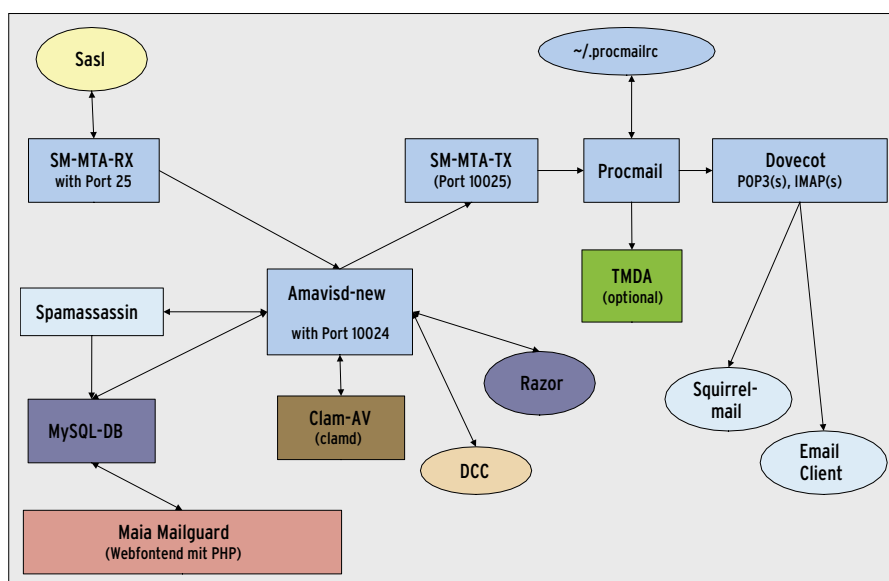 Sasl
~/.procmailrc
SM-MTA-RX
with Port 25
SM-MTA-TX
(Port 10025)
Procmail
Dovecot
POP3(s), IMAP(s)
Amavisd-new
with Port 10024
TMDA
(optional)
Spamassassin
Razor
Squirrel-
mail
MySQL-DB
Clam-AV
(clamd)
DCC
Email
Client
Maia Mailguard
(Webfontend mit PHP)